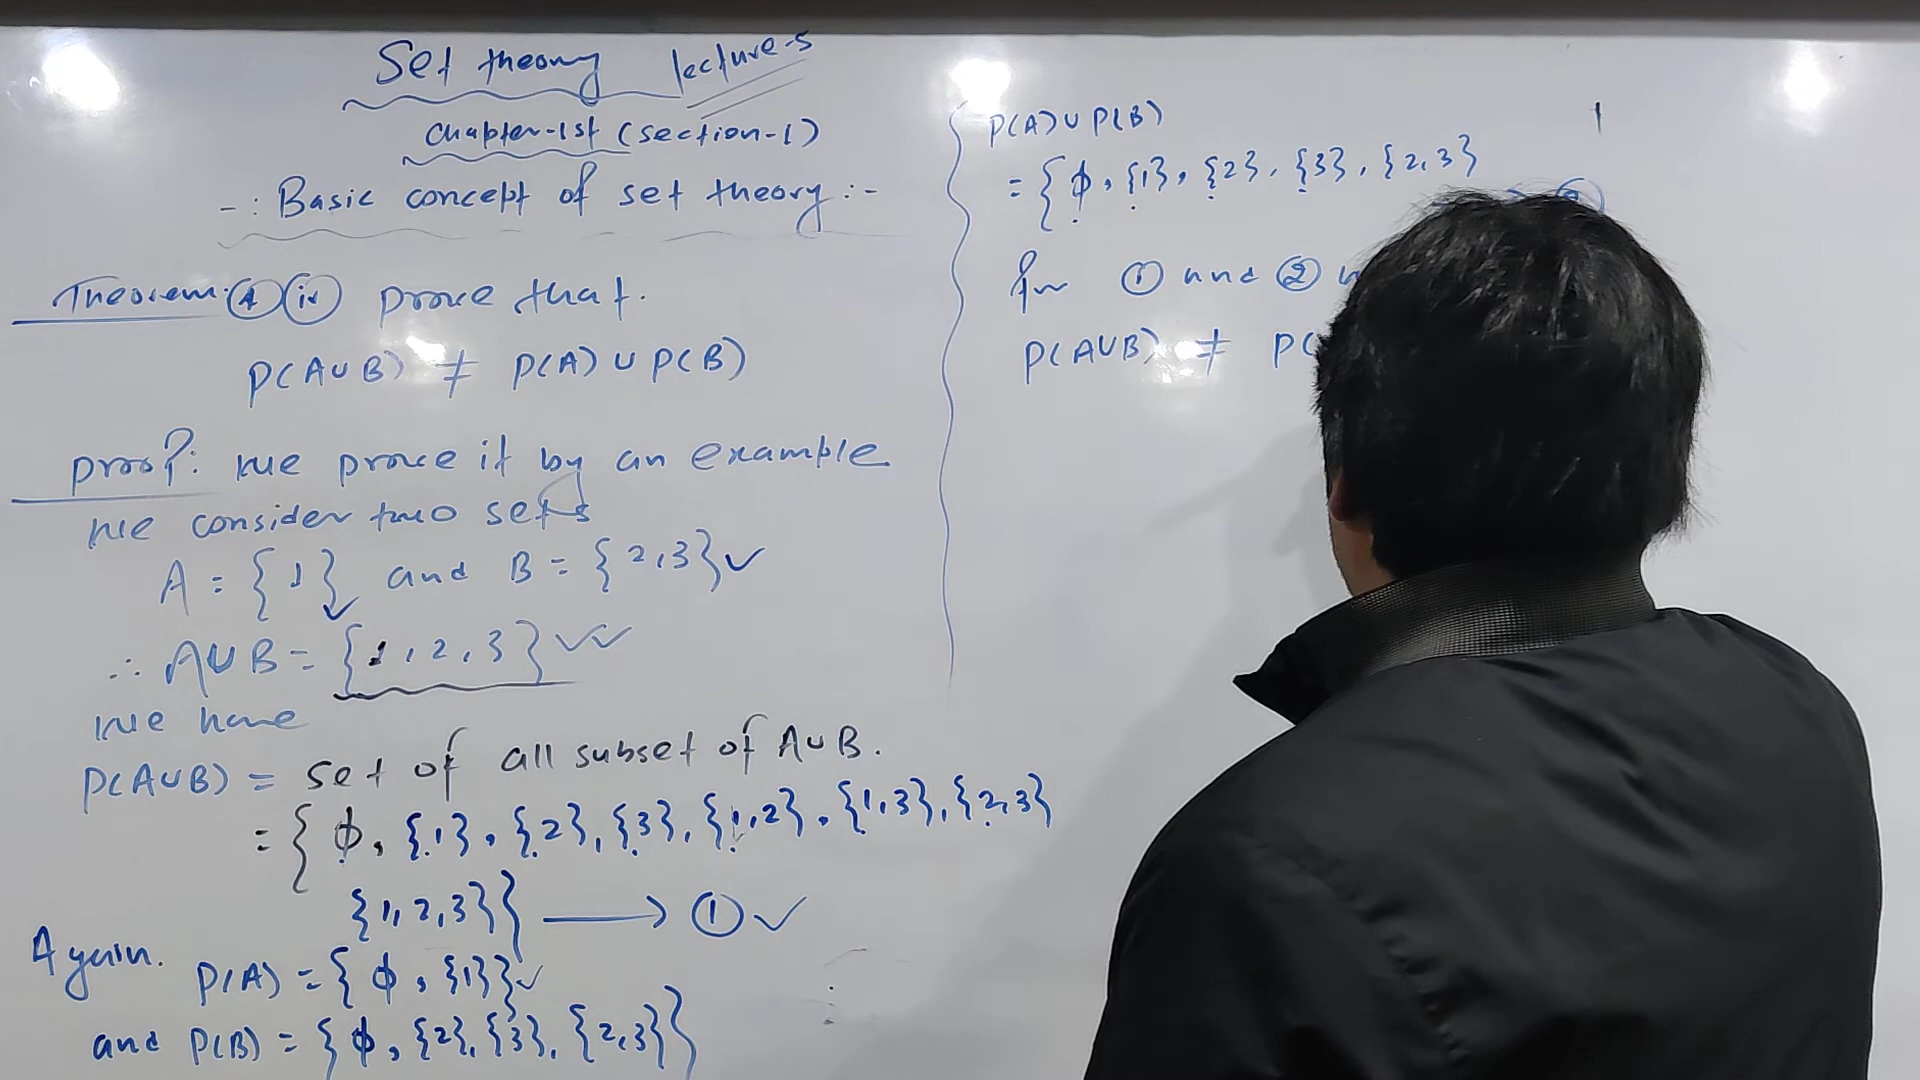 Set theory lecture-5
Chapter-1st (section-1)
-: Basic concept of set theory :-
Theorem: ④ (iv) prove that.
P(A∪B) ≠ P(A) ∪ P(B)
proof: we prove it by an example
we consider two sets
A = {1} and B = {2,3} ✓
∴ A∪B = {1,2,3} ✓✓
we have
P(A∪B) = set of all subset of A∪B.
= {ϕ, {1}, {2}, {3}, {1,2}, {1,3}, {2,3}
{1,2,3}} → ① ✓
Again. P(A) = {ϕ, {1}} ✓
and P(B) = {ϕ, {2}, {3}, {2,3}}
P(A) ∪ P(B)
= {ϕ, {1}, {2}, {3}, {2,3}
① and ②
P(A∪B) ≠ P(